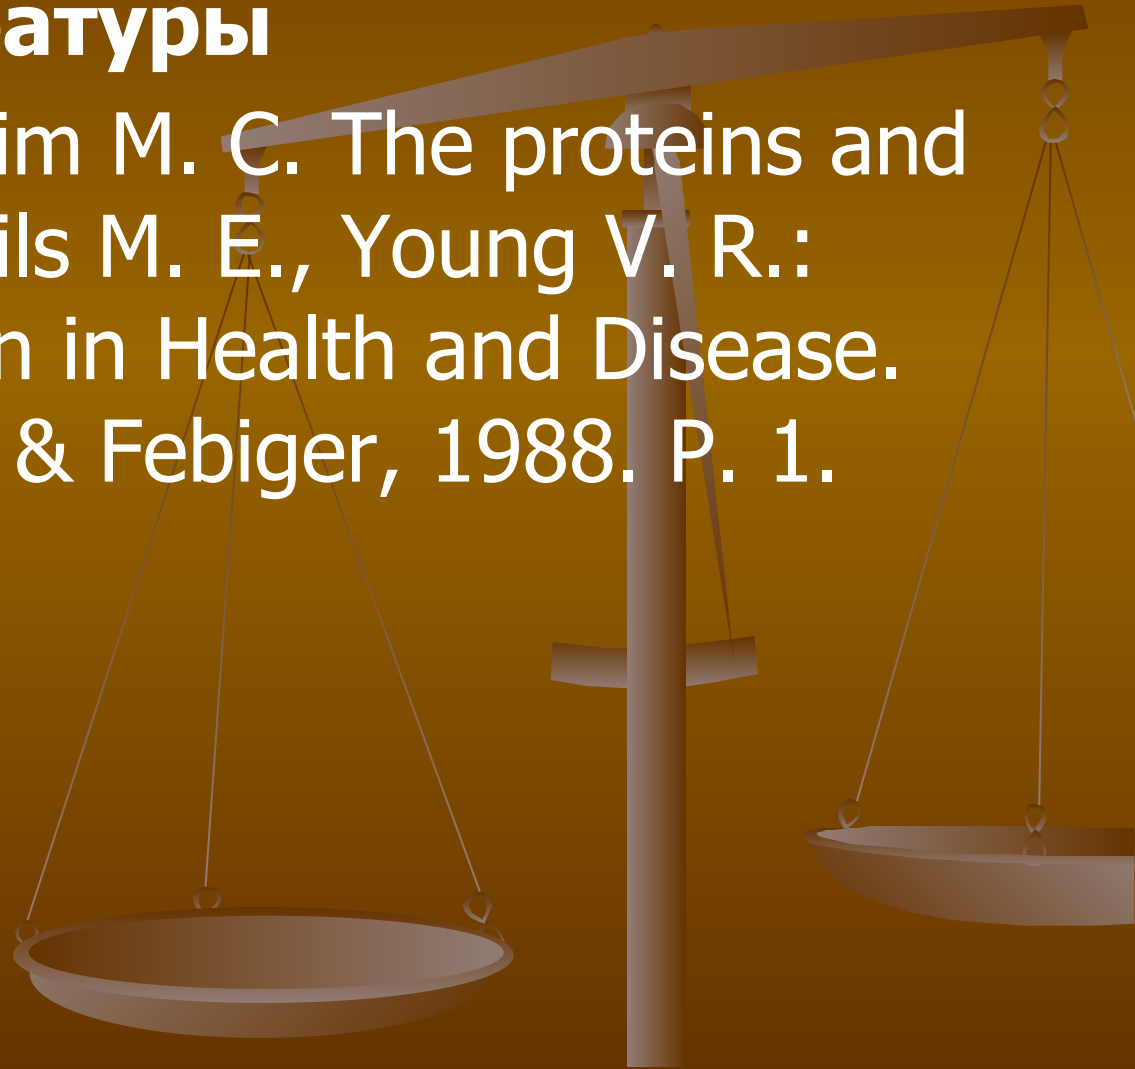 атуры
im M. C. The proteins and
ils M. E., Young V. R.:
n in Health and Disease.
& Febiger, 1988. P. 1.